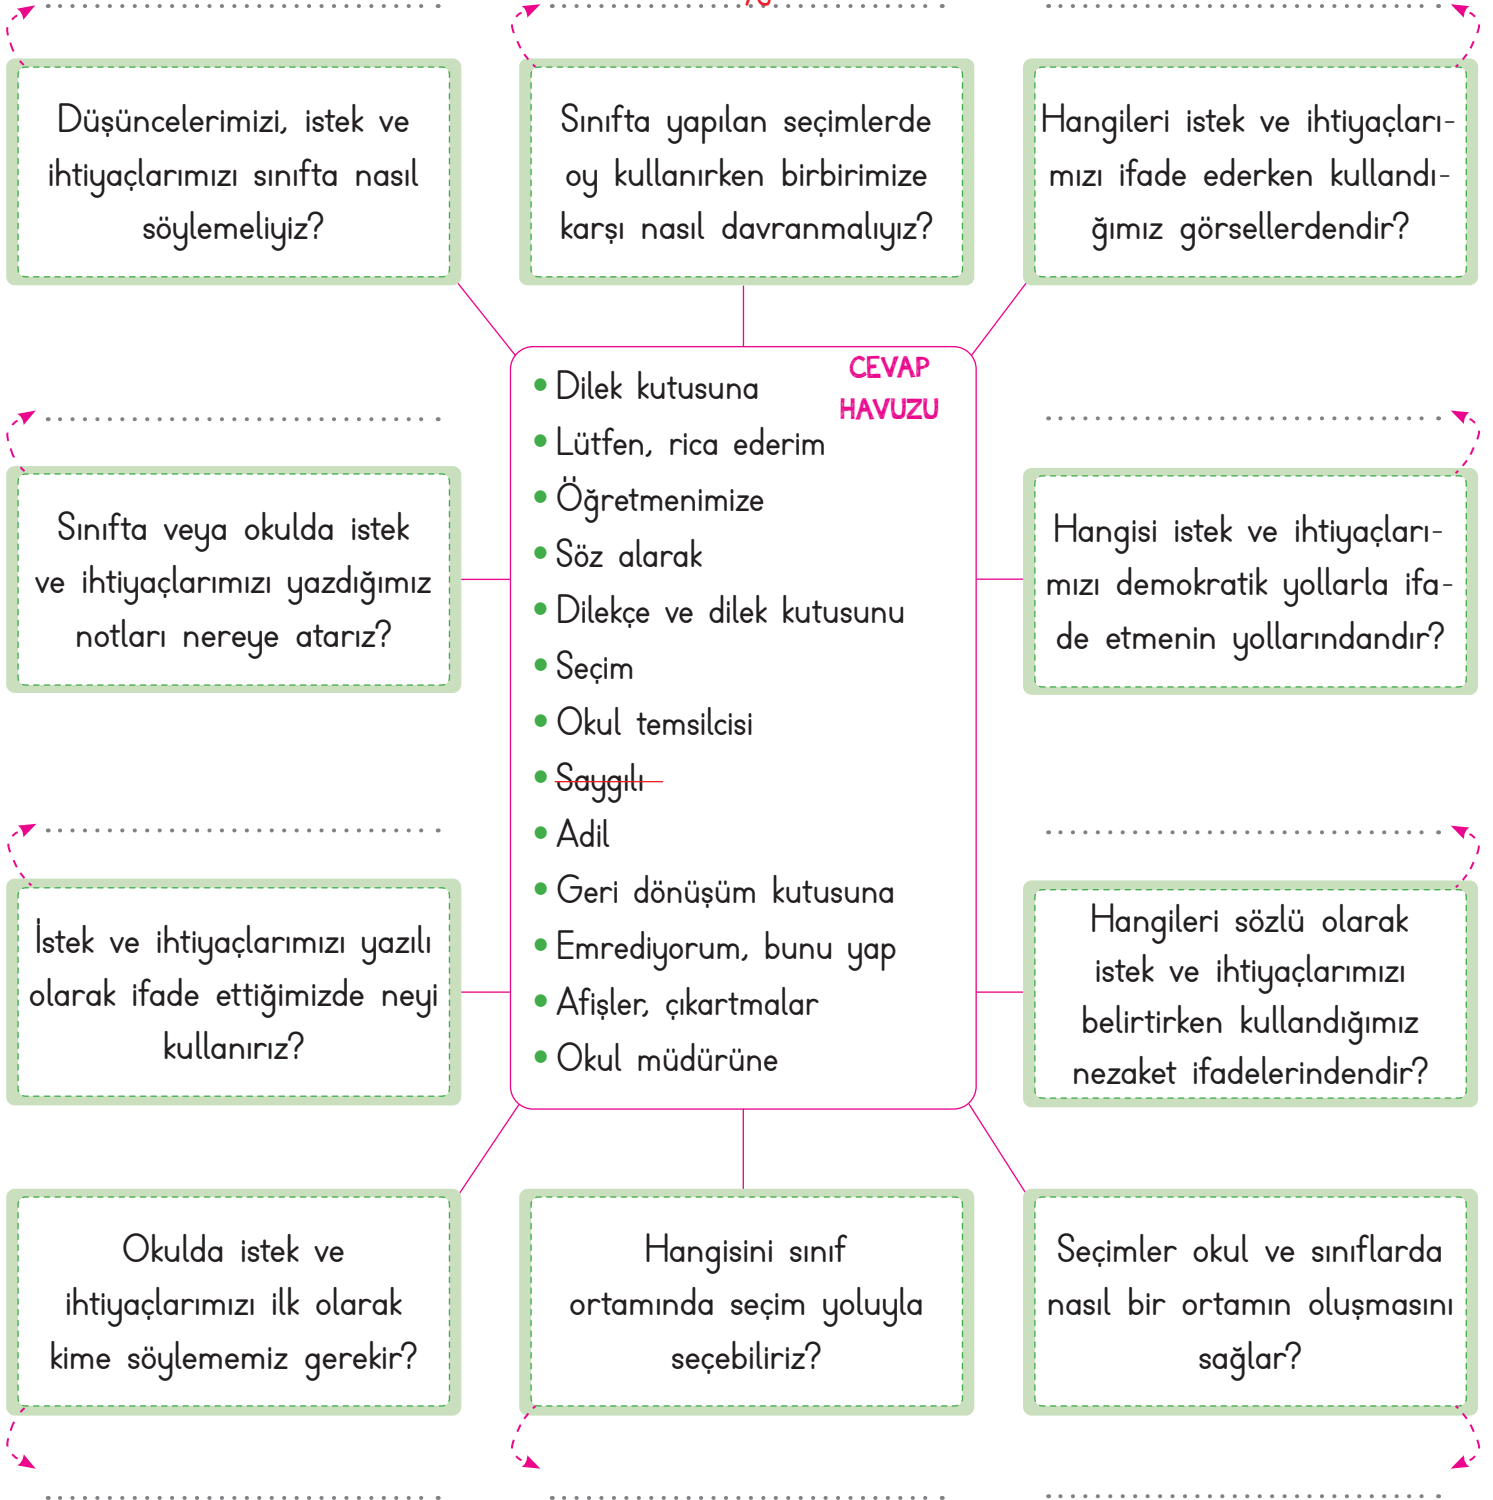 Düşüncelerimizi, istek ve
ihtiyaçlarımızı sınıfta nasıl
söylemeliyiz?
Sınıfta yapılan seçimlerde
oy kullanırken birbirimize
karşı nasıl davranmalıyız?
Hangileri istek ve ihtiyaçları-
mızı ifade ederken kullandı-
ğımız görsellerdendir?
CEVAP
HAVUZU
• Dilek kutusuna
• Lütfen, rica ederim
• Öğretmenimize
• Söz alarak
• Dilekçe ve dilek kutusunu
• Seçim
• Okul temsilcisi
• Saygılı
• Adil
• Geri dönüşüm kutusuna
• Emrediyorum, bunu yap
• Afişler, çıkartmalar
• Okul müdürüne
Sınıfta veya okulda istek
ve ihtiyaçlarımızı yazdığımız
notları nereye atarız?
Hangisi istek ve ihtiyaçları-
mızı demokratik yollarla ifa-
de etmenin yollarındandır?
İstek ve ihtiyaçlarımızı yazılı
olarak ifade ettiğimizde neyi
kullanırız?
Hangileri sözlü olarak
istek ve ihtiyaçlarımızı
belirtirken kullandığımız
nezaket ifadelerindendir?
Okulda istek ve
ihtiyaçlarımızı ilk olarak
kime söylememiz gerekir?
Hangisini sınıf
ortamında seçim yoluyla
seçebiliriz?
Seçimler okul ve sınıflarda
nasıl bir ortamın oluşmasını
sağlar?